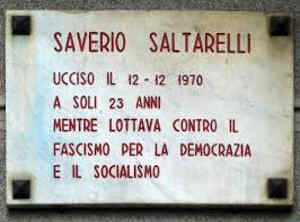 SAVERIO SALTARELLI
UCCISO IL 12-12 1970
A SOLI 23 ANNI
MENTRE LOTTAVA CONTRO IL
FASCISMO PER LA DEMOCRAZIA
E IL SOCIALISMO